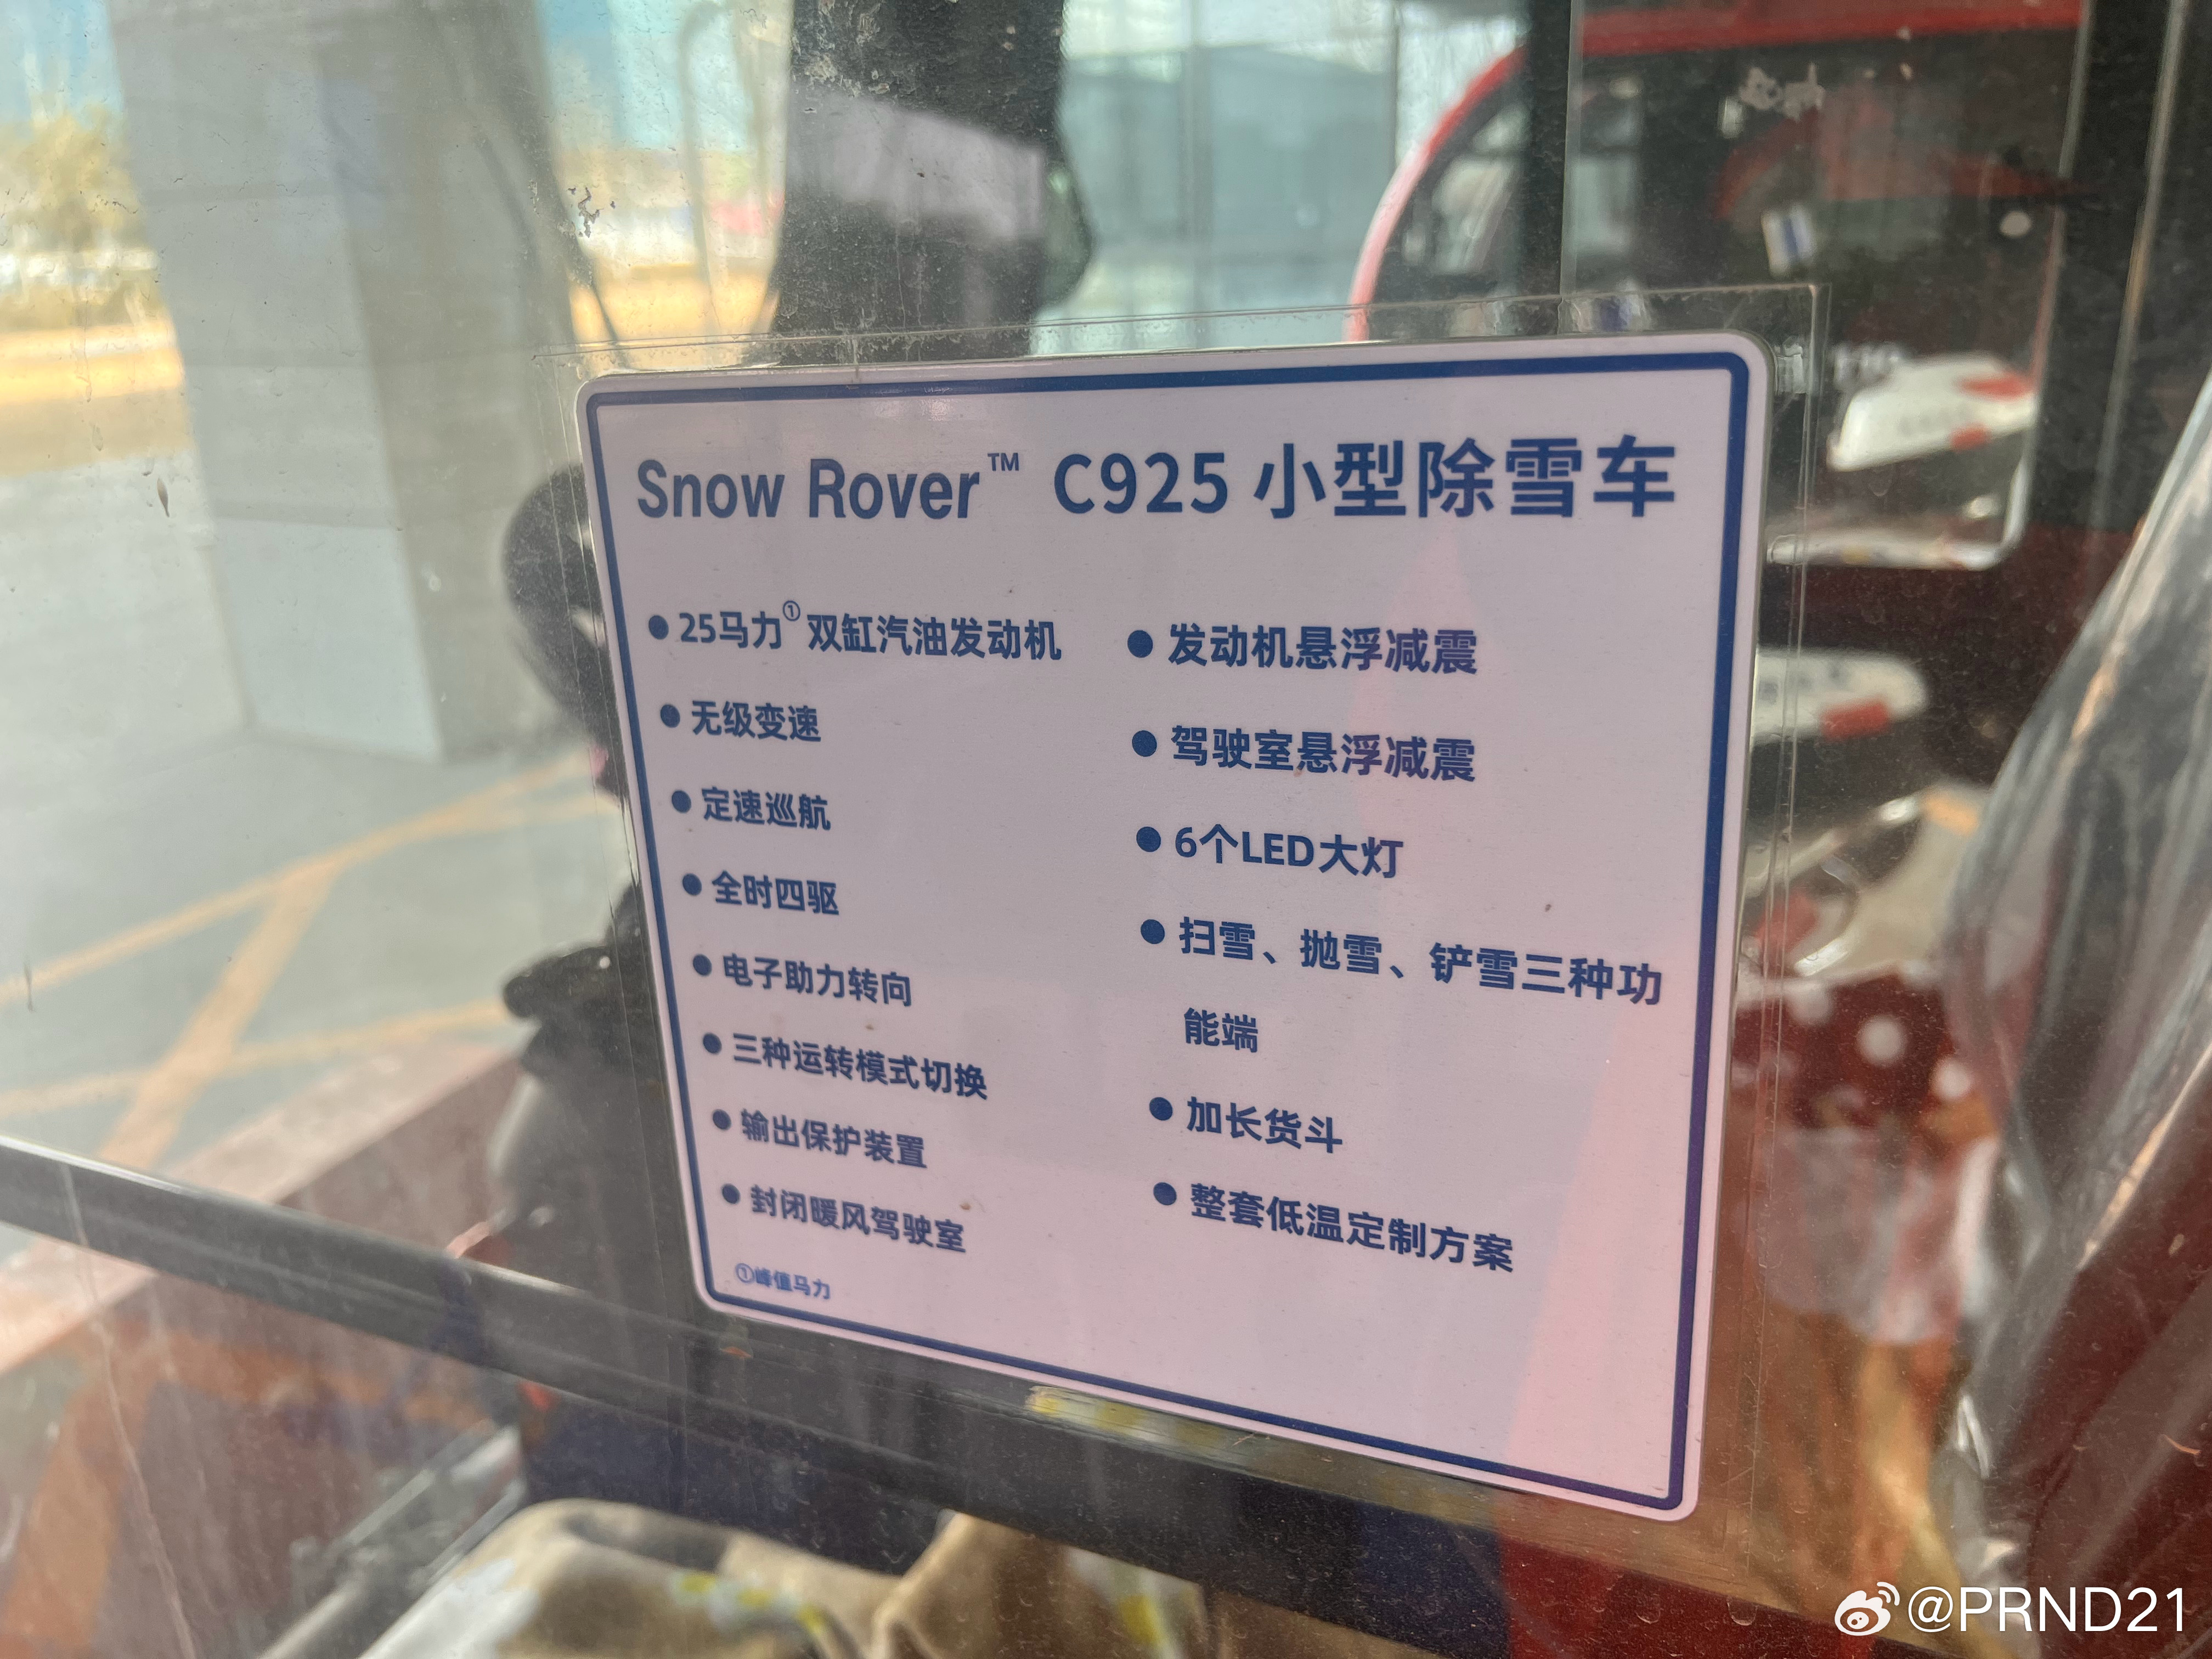 Snow Rover™ C925 小型除雪车
● 25马力① 双缸汽油发动机
● 无级变速
● 定速巡航
● 全时四驱
● 电子助力转向
● 三种运转模式切换
● 输出保护装置
● 封闭暖风驾驶室
①峰值马力
● 发动机悬浮减震
● 驾驶室悬浮减震
● 6个LED大灯
● 扫雪、抛雪、铲雪三种功
能端
● 加长货斗
● 整套低温定制方案
@PRND21